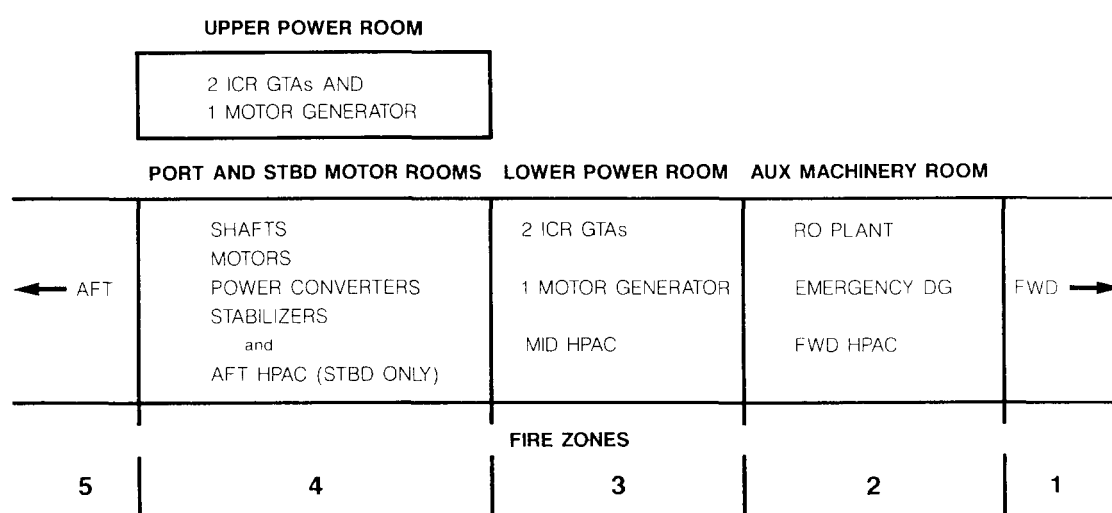 UPPER POWER ROOM
2 ICR GTAs AND
1 MOTOR GENERATOR
PORT AND STBD MOTOR ROOMS
SHAFTS
MOTORS
POWER CONVERTERS
STABILIZERS
and
AFT HPAC (STBD ONLY)
LOWER POWER ROOM
2 ICR GTAs
1 MOTOR GENERATOR
MID HPAC
AUX MACHINERY ROOM
RO PLANT
EMERGENCY DG
FWD HPAC
AFT
FWD
FIRE ZONES
5 4 3 2 1